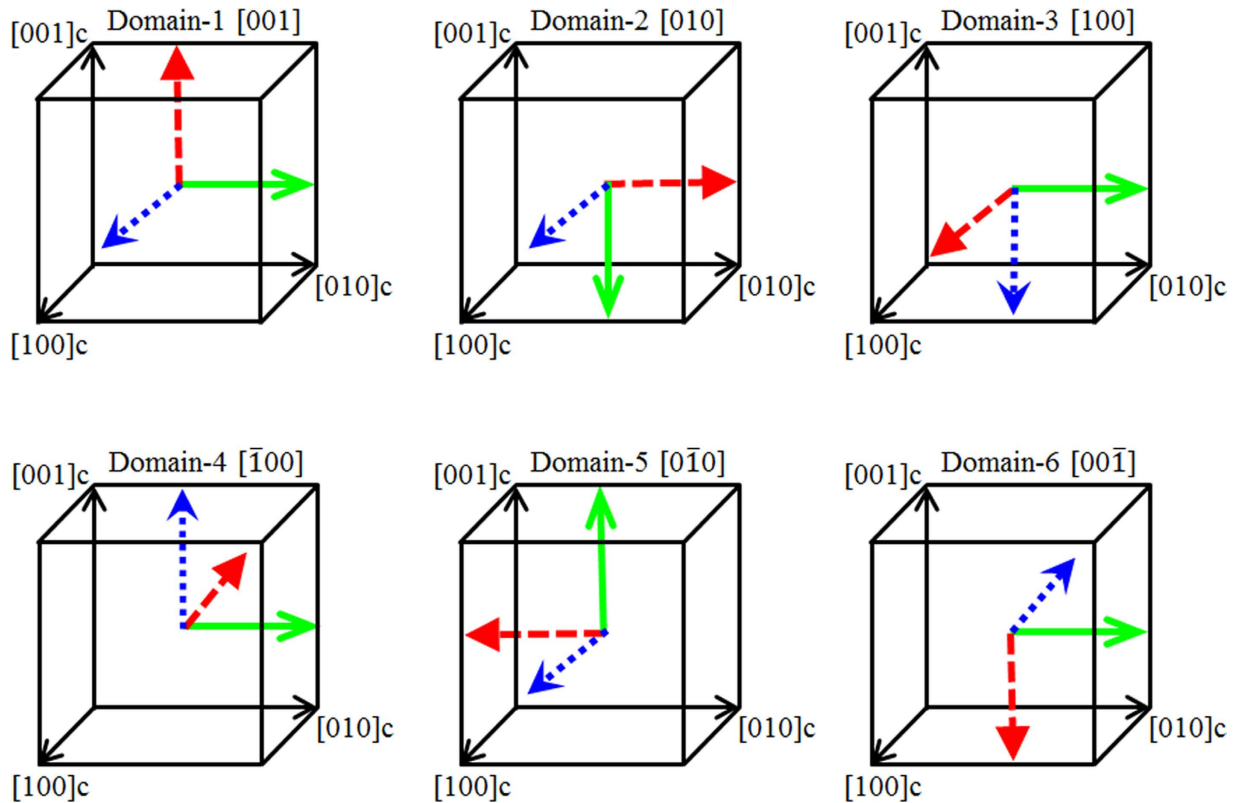 Domain-1 [001]
[001]c
[010]c
[100]c
Domain-2 [010]
[001]c
[010]c
[100]c
Domain-3 [100]
[001]c
[010]c
[100]c
Domain-4 [1̅00]
[001]c
[010]c
[100]c
Domain-5 [01̅0]
[001]c
[010]c
[100]c
Domain-6 [001̅]
[001]c
[010]c
[100]c